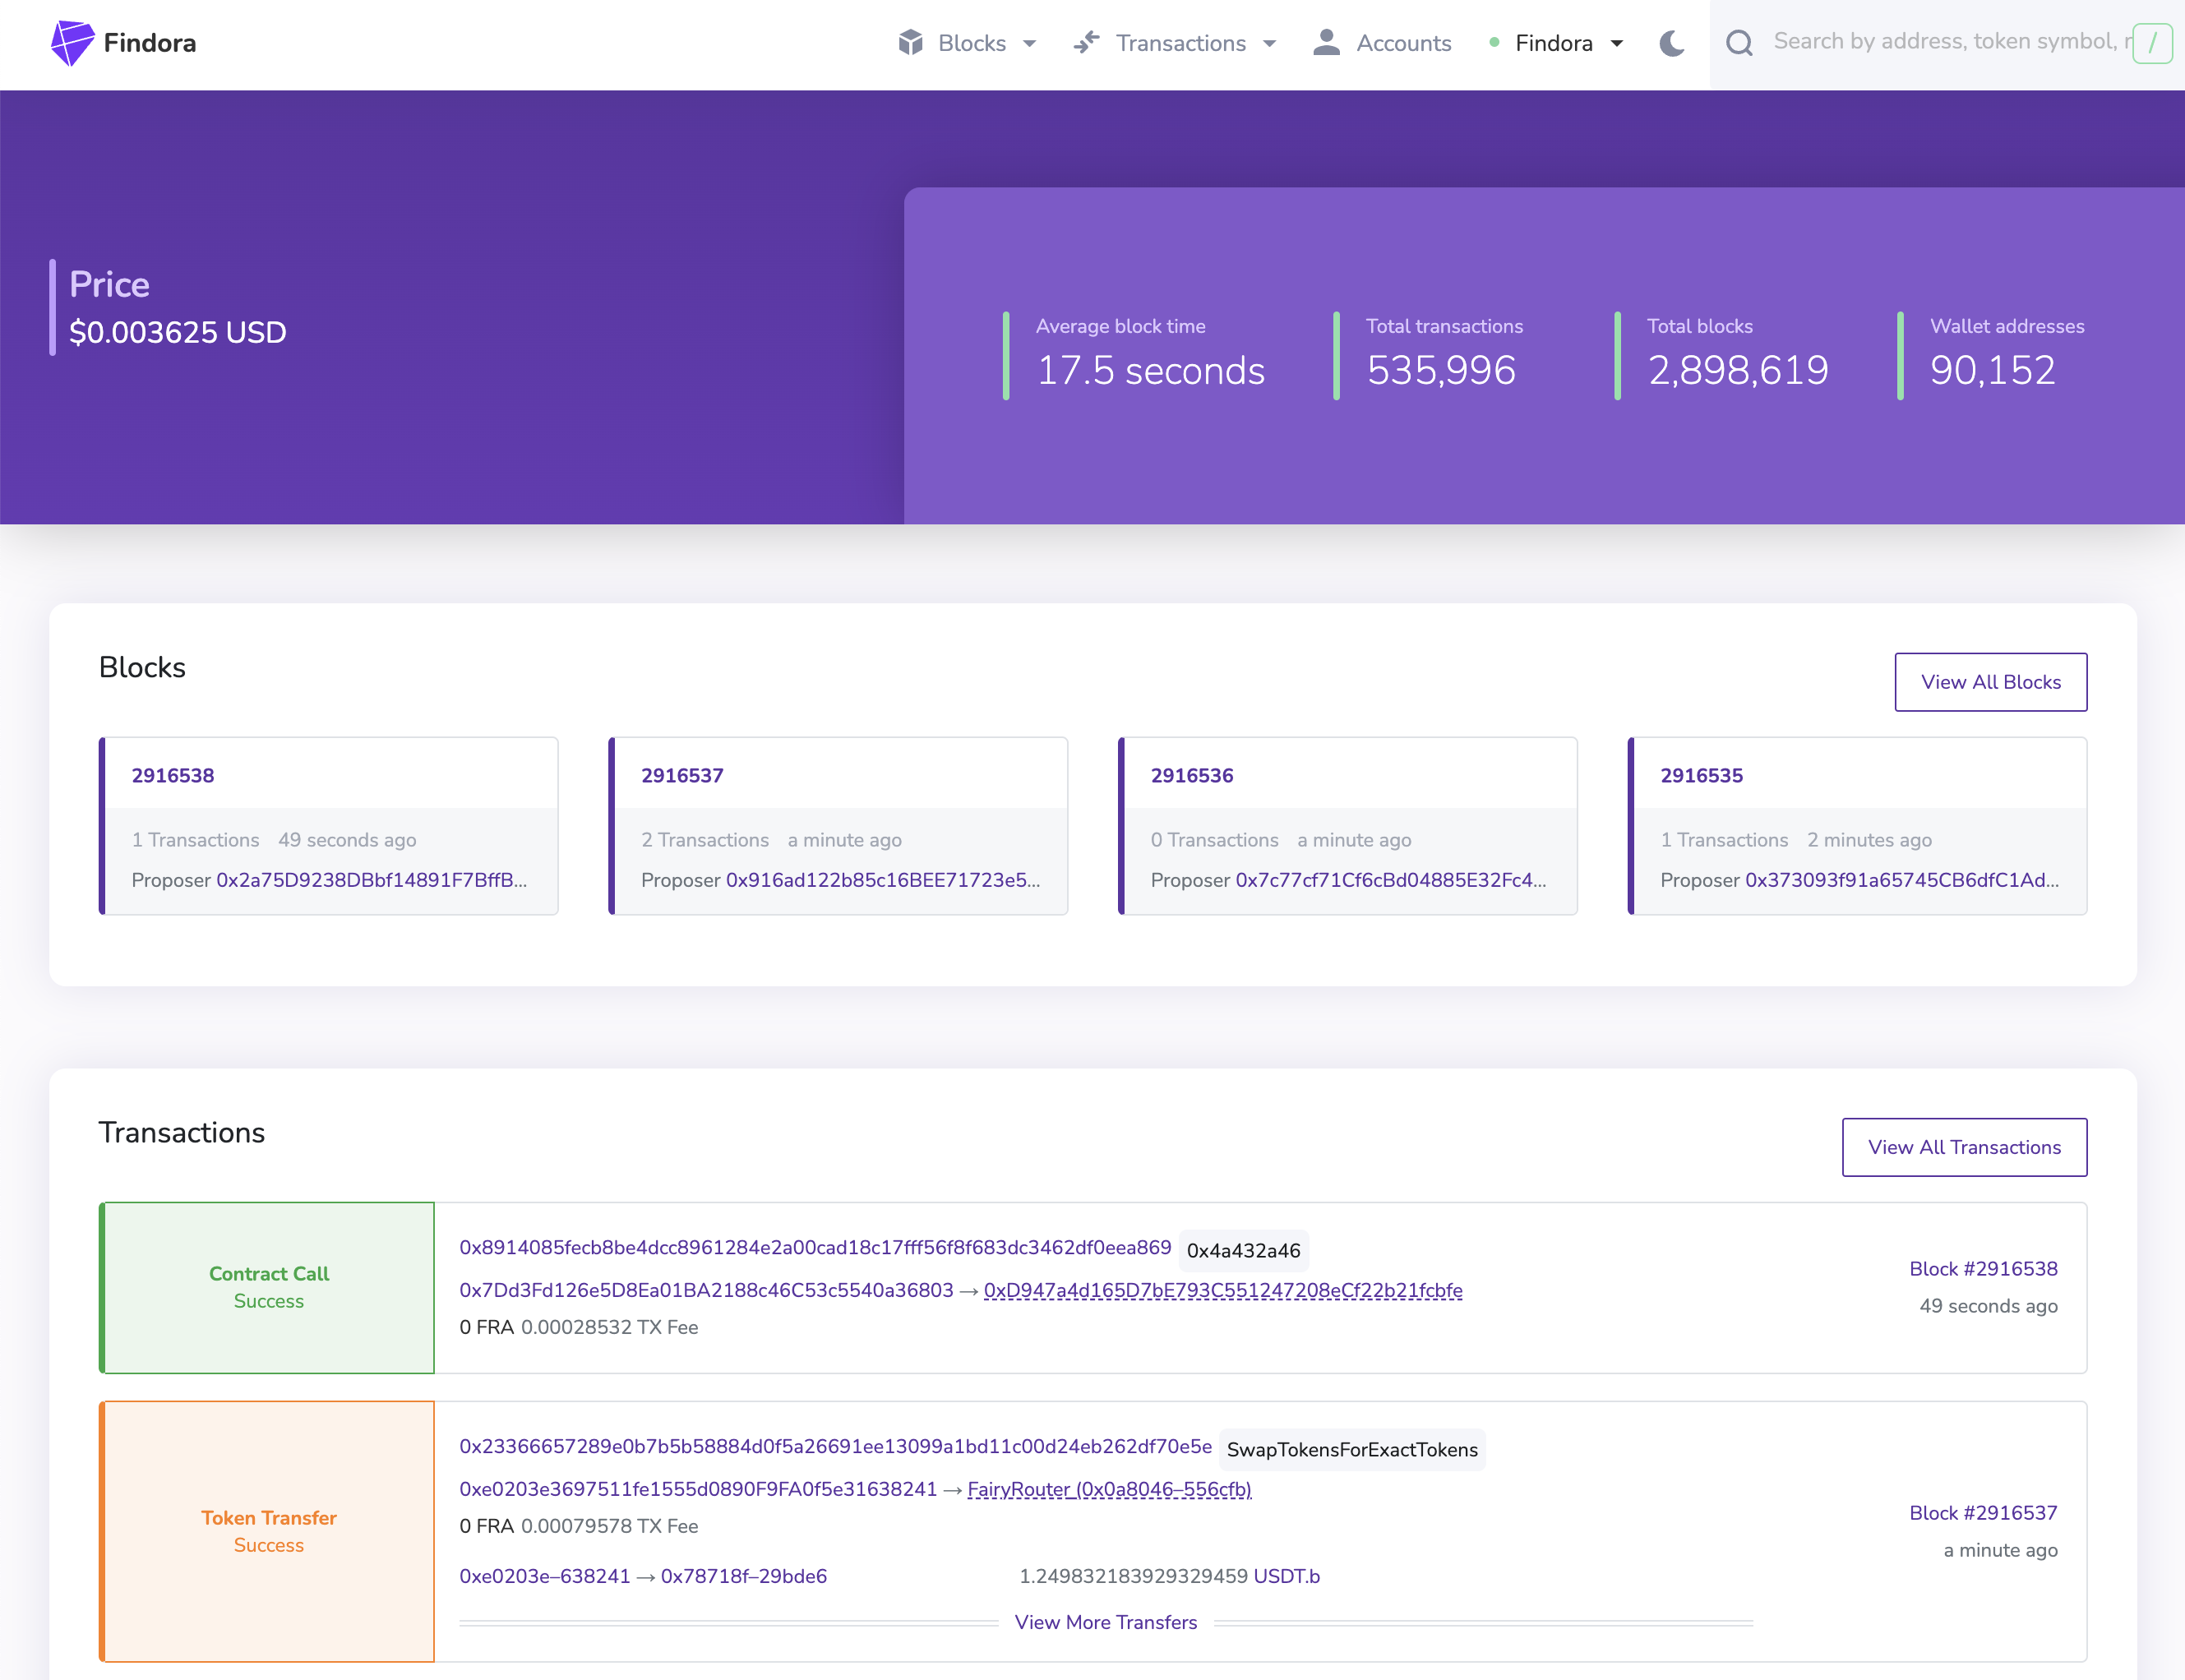 Findora
Blocks
Transactions
Accounts
Findora
Search by address, token symbol, r
/
Price
$0.003625 USD
Average block time
17.5 seconds
Total transactions
535,996
Total blocks
2,898,619
Wallet addresses
90,152
Blocks
View All Blocks
2916538
1 Transactions 49 seconds ago
Proposer 0x2a75D9238DBbf14891F7BffB...
2916537
2 Transactions a minute ago
Proposer 0x916ad122b85c16BEE71723e5...
2916536
0 Transactions a minute ago
Proposer 0x7c77cf71Cf6cBd04885E32Fc4...
2916535
1 Transactions 2 minutes ago
Proposer 0x373093f91a65745CB6dfC1Ad...
Transactions
View All Transactions
Contract Call
Success
0x8914085fecb8be4dcc8961284e2a00cad18c17fff56f8f683dc3462df0eea869 0x4a432a46
0x7Dd3Fd126e5D8Ea01BA2188c46C53c5540a36803 → 0xD947a4d165D7bE793C551247208eCf22b21fcbfe
0 FRA 0.00028532 TX Fee
Block #2916538
49 seconds ago
Token Transfer
Success
0x23366657289e0b7b5b58884d0f5a26691ee13099a1bd11c00d24eb262df70e5e SwapTokensForExactTokens
0xe0203e3697511fe1555d0890F9FA0f5e31638241 → FairyRouter (0x0a8046–556cfb)
0 FRA 0.00079578 TX Fee
0xe0203e–638241 → 0x78718f–29bde6 1.249832183929329459 USDT.b
View More Transfers
Block #2916537
a minute ago